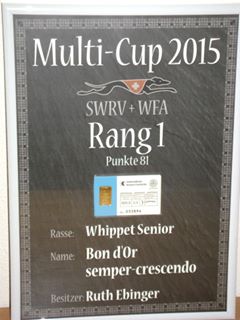 Multi-Cup 2015
SWRV + WFA
Rang 1
Punkte 81
Rasse: Whippet Senior
Name: Bon d'Or
semper-crescendo
Besitzer: Ruth Ebinger